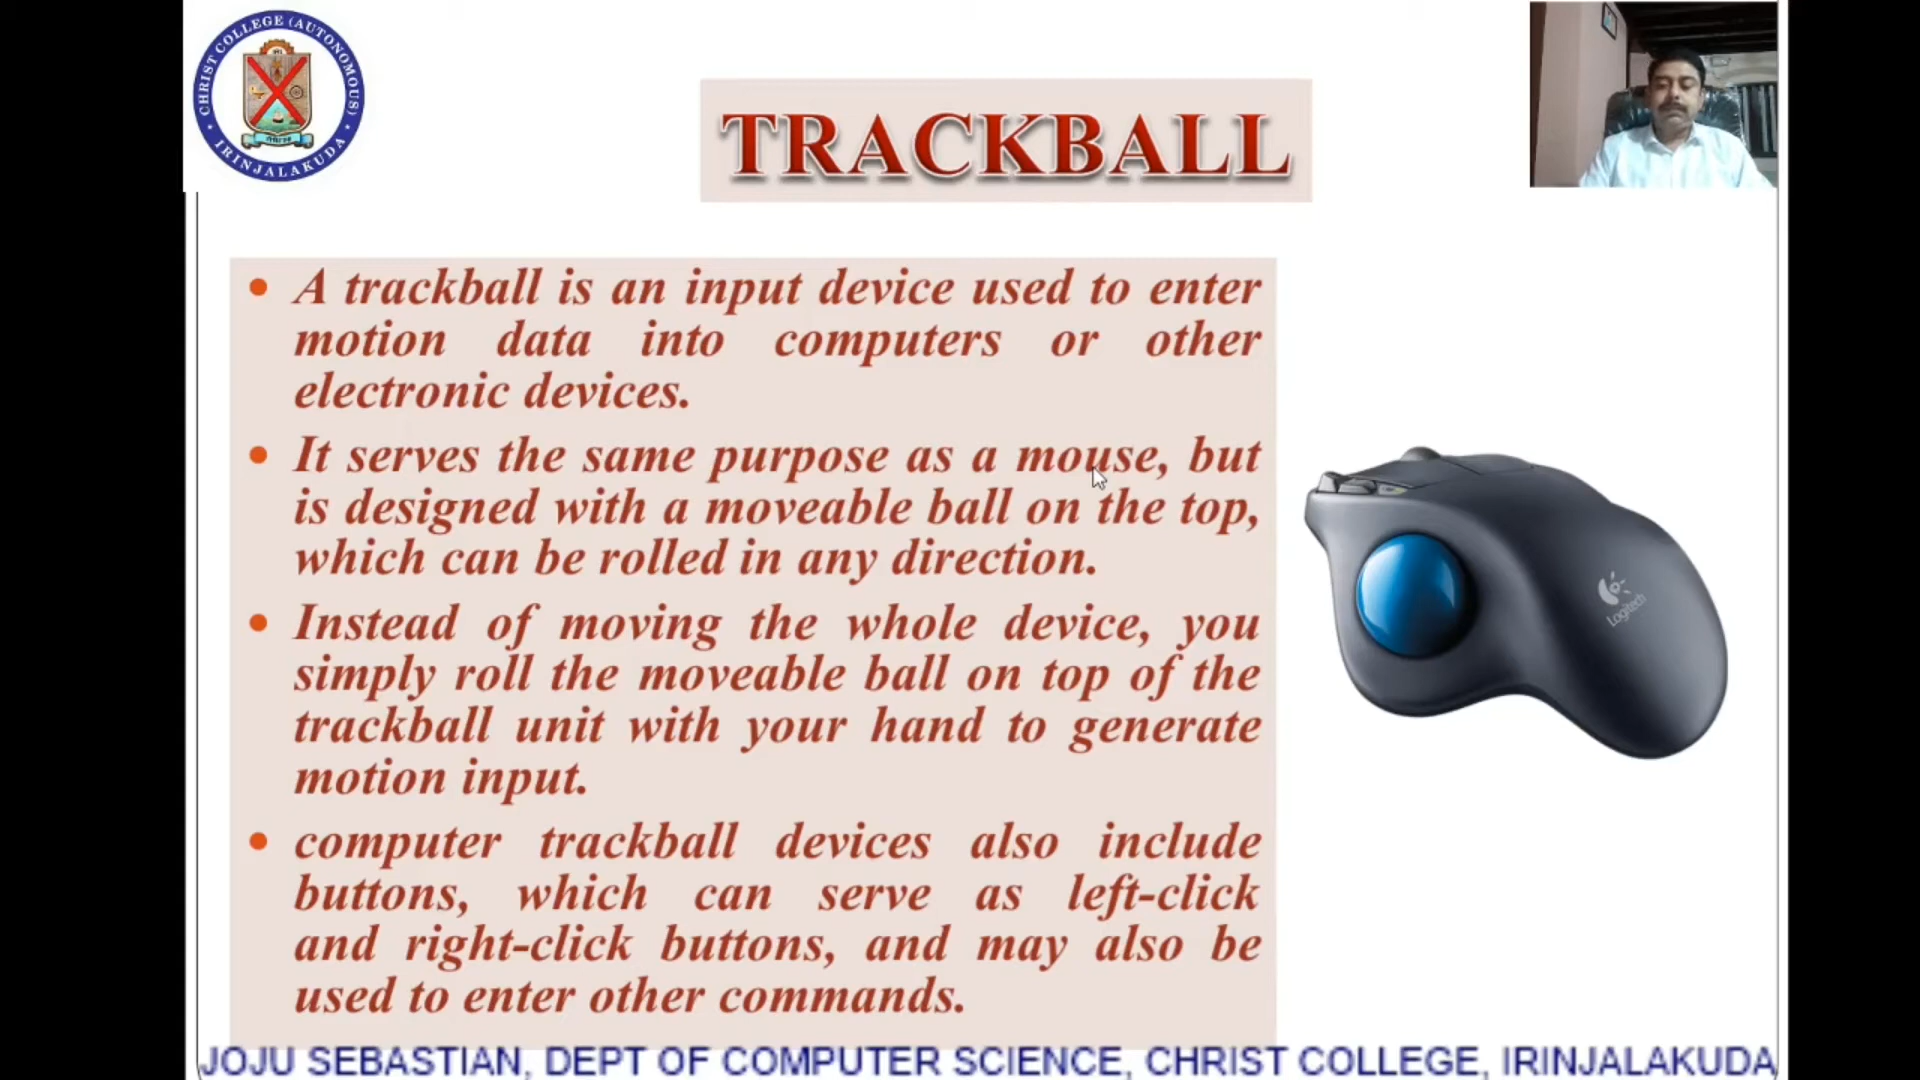 CHRIST COLLEGE (AUTONOMOUS)
IRINJALAKUDA
TRACKBALL
• A trackball is an input device used to enter
motion data into computers or other
electronic devices.
• It serves the same purpose as a mouse, but
is designed with a moveable ball on the top,
which can be rolled in any direction.
• Instead of moving the whole device, you
simply roll the moveable ball on top of the
trackball unit with your hand to generate
motion input.
• computer trackball devices also include
buttons, which can serve as left-click
and right-click buttons, and may also be
used to enter other commands.
Logitech
JOJU SEBASTIAN, DEPT OF COMPUTER SCIENCE, CHRIST COLLEGE, IRINJALAKUDA